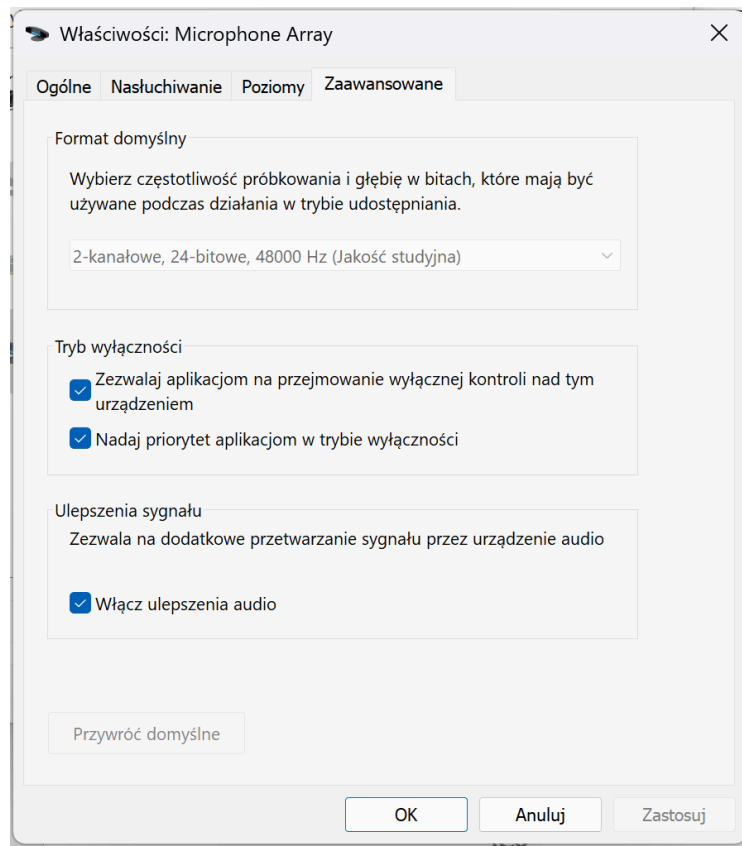 Właściwości: Microphone Array
Ogólne
Nasłuchiwanie
Poziomy
Zaawansowane
Format domyślny
Wybierz częstotliwość próbkowania i głębię w bitach, które mają być
używane podczas działania w trybie udostępniania.
2-kanałowe, 24-bitowe, 48000 Hz (Jakość studyjna)
Tryb wyłączności
Zezwalaj aplikacjom na przejmowanie wyłącznej kontroli nad tym
urządzeniem
Nadaj priorytet aplikacjom w trybie wyłączności
Ulepszenia sygnału
Zezwala na dodatkowe przetwarzanie sygnału przez urządzenie audio
Włącz ulepszenia audio
Przywróć domyślne
OK
Anuluj
Zastosuj